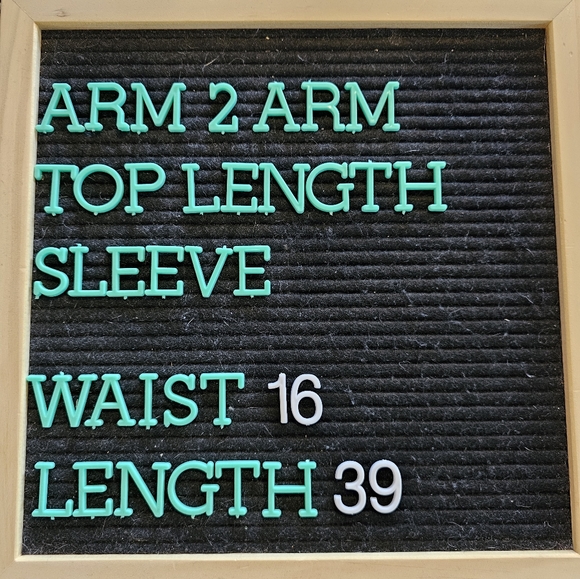 ARM 2 ARM
TOP LENGTH
SLEEVE
WAIST 16
LENGTH 39